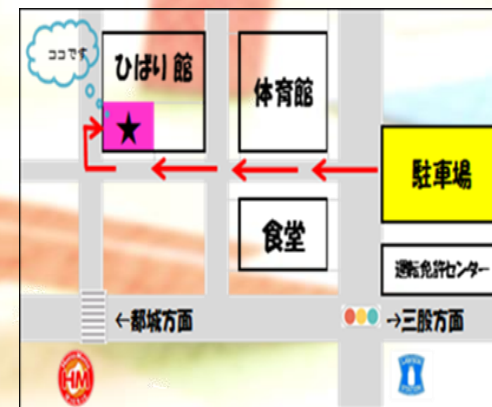 ココです
ひばり館
体育館
駐車場
食堂
運転免許センター
←都城方面
→三股方面
HM